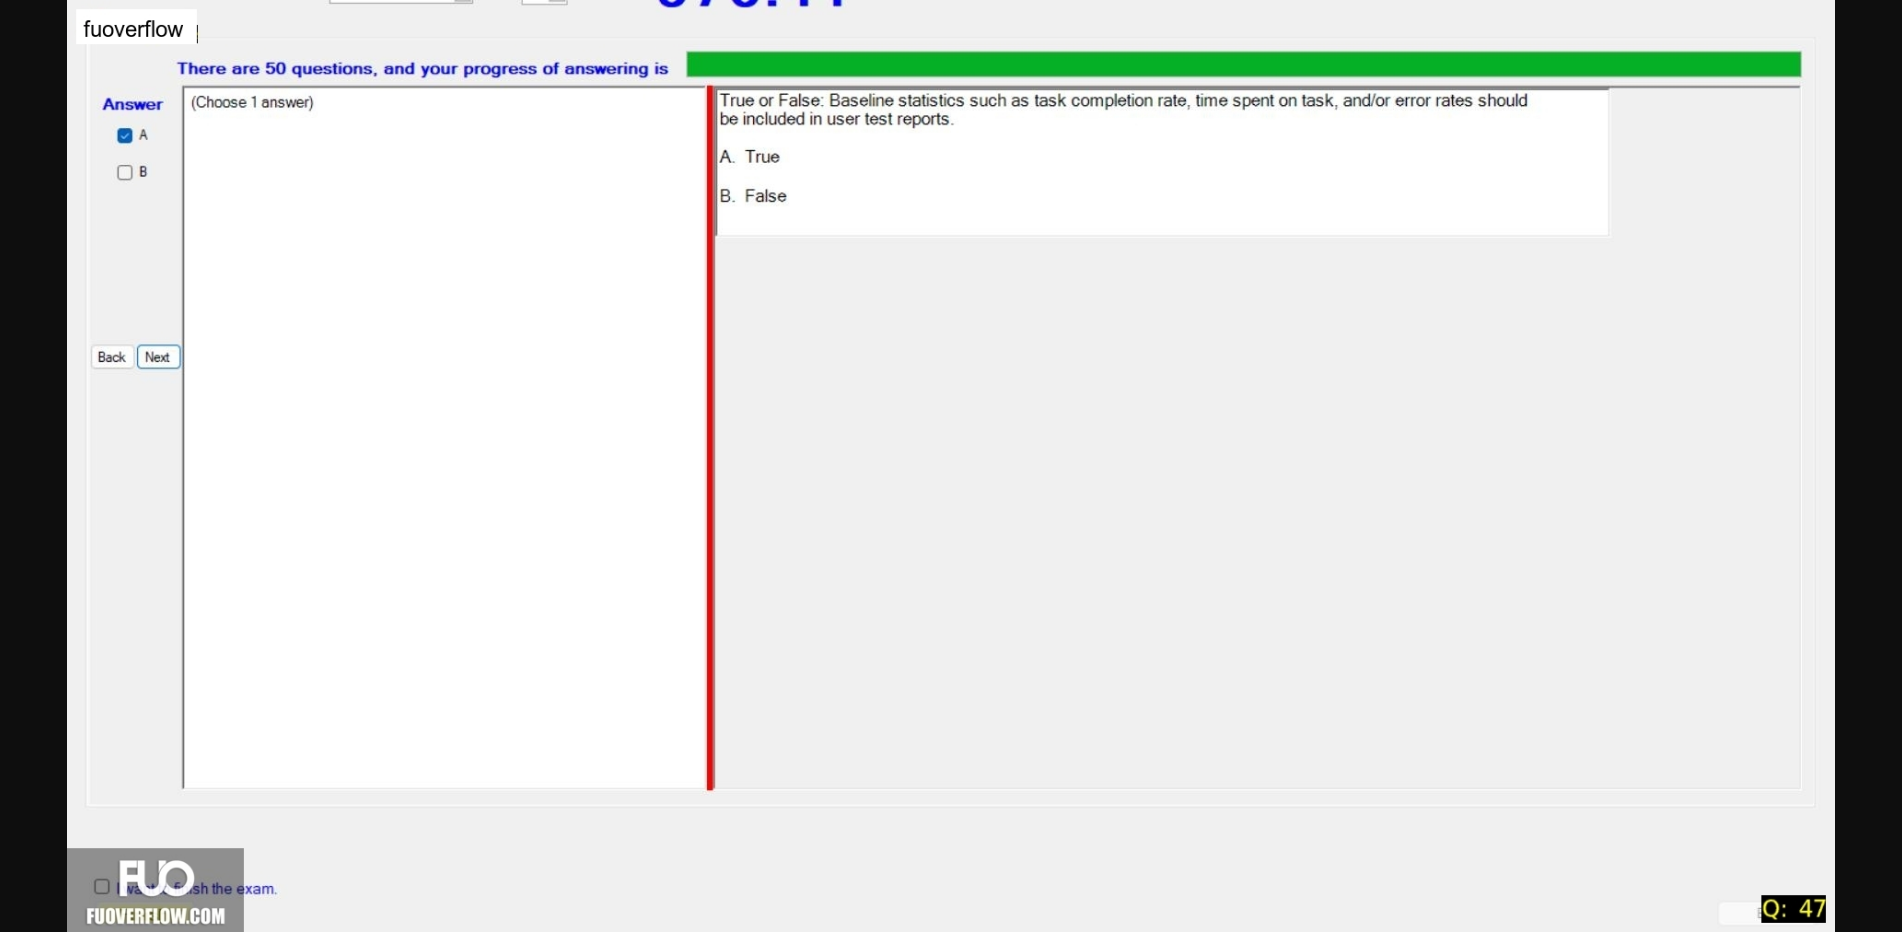 fuoverflow
There are 50 questions, and your progress of answering is
Answer
(Choose 1 answer)
A
B
Back
Next
True or False: Baseline statistics such as task completion rate, time spent on task, and/or error rates should
be included in user test reports.
A. True
B. False
FUO
sh the exam.
FUOVERFLOW.COM
Q: 47